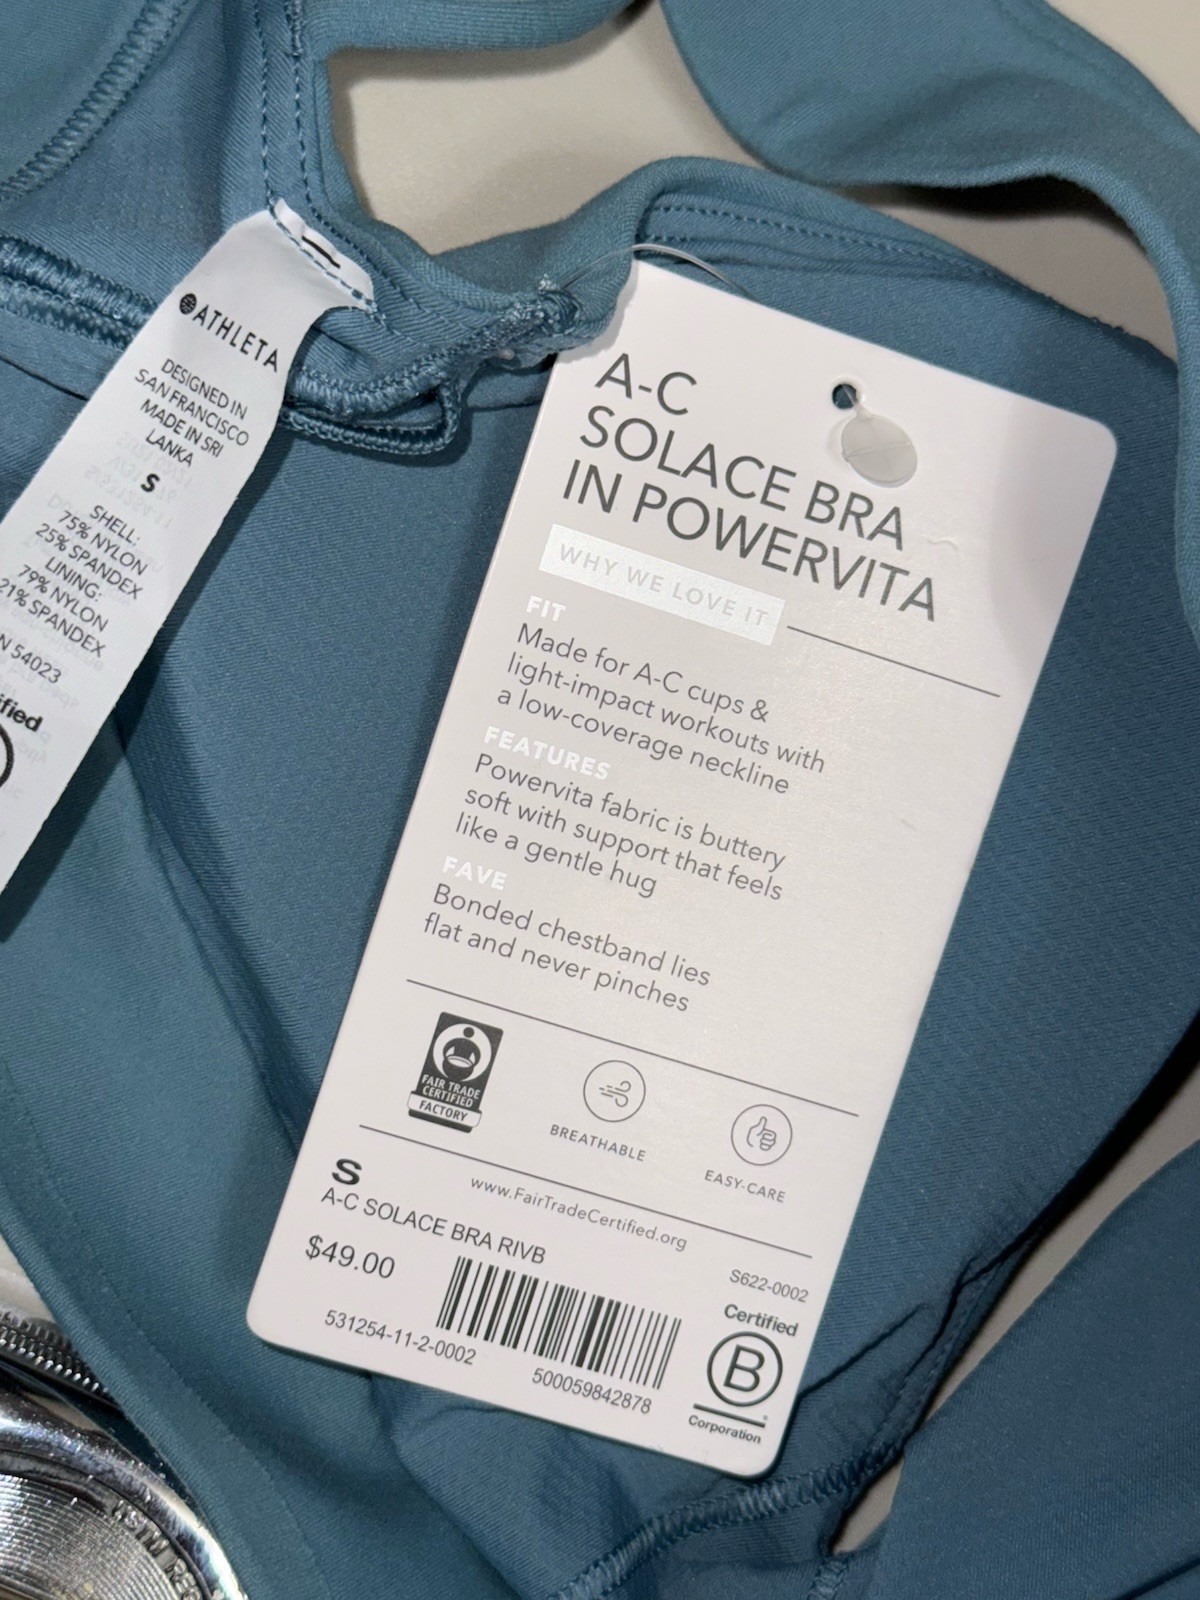 ATHLETA
DESIGNED IN
SAN FRANCISCO
MADE IN SRI
LANKA
S
SHELL:
75% NYLON
25% SPANDEX
LINING:
79% NYLON
21% SPANDEX
N 54023
ified
A-C
SOLACE BRA
IN POWERVITA
WHY WE LOVE IT
FIT
Made for A-C cups &
light-impact workouts with
a low-coverage neckline
FEATURES
Powervita fabric is buttery
soft with support that feels
like a gentle hug
FAVE
Bonded chestband lies
flat and never pinches
FAIR TRADE
CERTIFIED
FACTORY
BREATHABLE
EASY-CARE
www.FairTradeCertified.org
S
A-C SOLACE BRA RIVB
$49.00
S622-0002
531254-11-2-0002
500059842878
Certified
B
Corporation